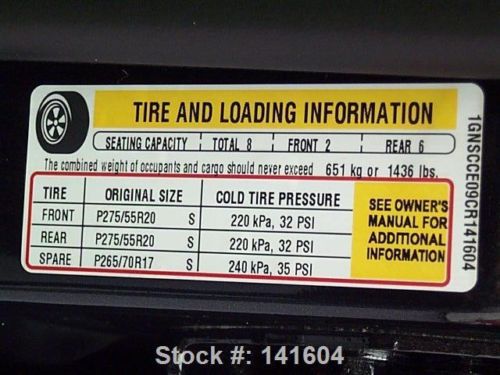 TIRE AND LOADING INFORMATION
SEATING CAPACITY TOTAL 8 FRONT 2 REAR 6
The combined weight of occupants and cargo should never exceed 651 kg or 1436 lbs.
TIRE ORIGINAL SIZE COLD TIRE PRESSURE
FRONT P275/55R20 S 220 kPa, 32 PSI
REAR P275/55R20 S 220 kPa, 32 PSI
SPARE P265/70R17 S 240 kPa, 35 PSI
SEE OWNER'S
MANUAL FOR
ADDITIONAL
INFORMATION
1GNSCCE09CR141604
Stock #: 141604